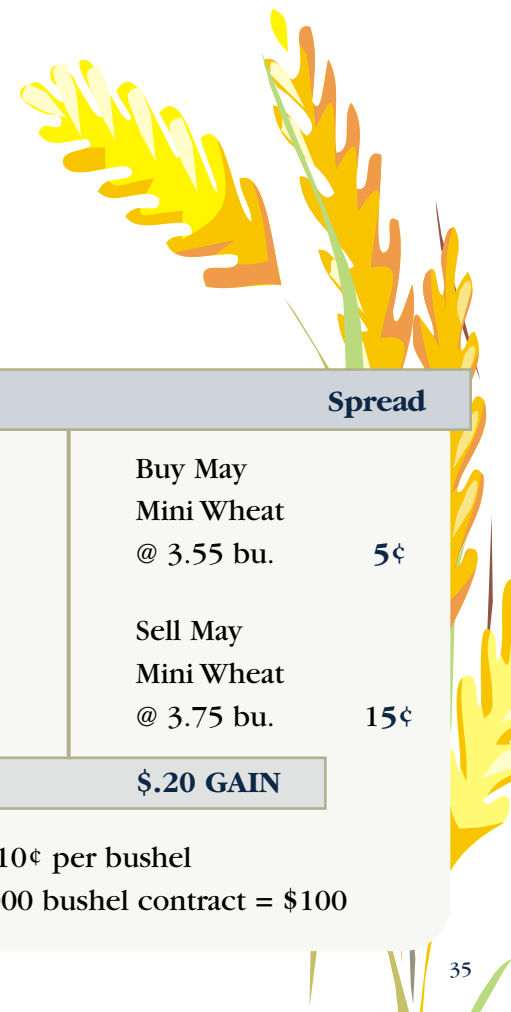 Spread
Buy May
Mini Wheat
@ 3.55 bu. 5¢
Sell May
Mini Wheat
@ 3.75 bu. 15¢
$.20 GAIN
10¢ per bushel
00 bushel contract = $100
35